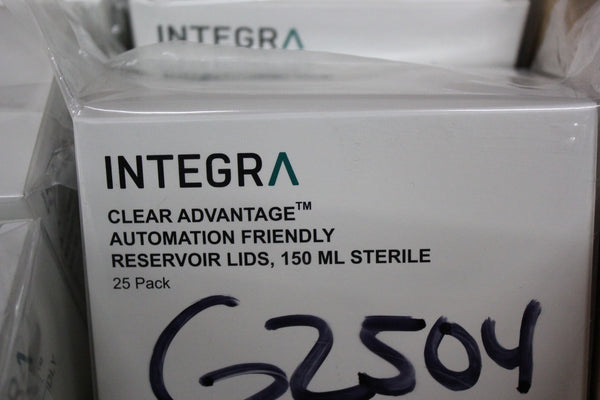 INTEGRA
INTEGRA
CLEAR ADVANTAGE™
AUTOMATION FRIENDLY
RESERVOIR LIDS, 150 ML STERILE
25 Pack
G2504